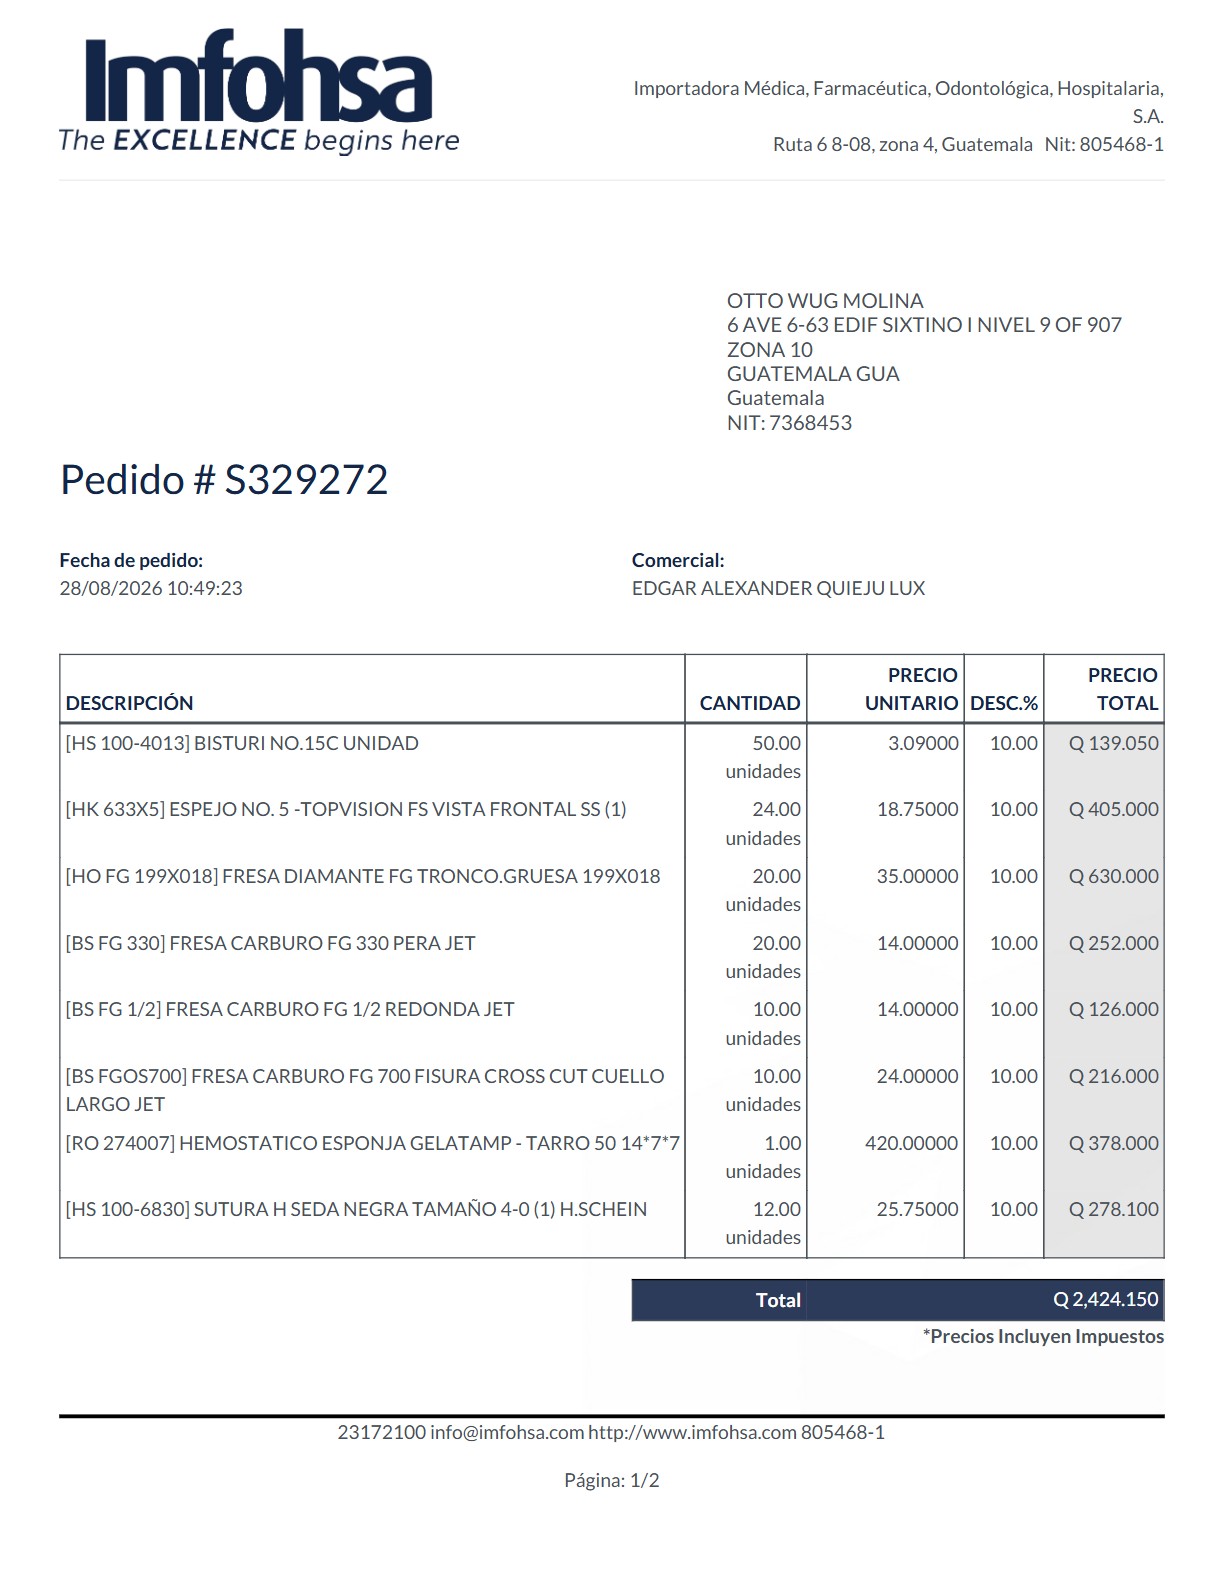 Imfohsa
The EXCELLENCE begins here
Importadora Médica, Farmacéutica, Odontológica, Hospitalaria,
S.A.
Ruta 6 8-08, zona 4, Guatemala Nit: 805468-1
OTTO WUG MOLINA
6 AVE 6-63 EDIF SIXTINO I NIVEL 9 OF 907
ZONA 10
GUATEMALA GUA
Guatemala
NIT: 7368453
Pedido # S329272
Fecha de pedido: Comercial:
28/08/2026 10:49:23 EDGAR ALEXANDER QUIEJU LUX
PRECIO PRECIO
DESCRIPCIÓN CANTIDAD UNITARIO DESC.% TOTAL
[HS 100-4013] BISTURI NO.15C UNIDAD 50.00 3.09000 10.00 Q 139.050
unidades
[HK 633X5] ESPEJO NO. 5 -TOPVISION FS VISTA FRONTAL SS (1) 24.00 18.75000 10.00 Q 405.000
unidades
[HO FG 199X018] FRESA DIAMANTE FG TRONCO.GRUESA 199X018 20.00 35.00000 10.00 Q 630.000
unidades
[BS FG 330] FRESA CARBURO FG 330 PERA JET 20.00 14.00000 10.00 Q 252.000
unidades
[BS FG 1/2] FRESA CARBURO FG 1/2 REDONDA JET 10.00 14.00000 10.00 Q 126.000
unidades
[BS FGOS700] FRESA CARBURO FG 700 FISURA CROSS CUT CUELLO 10.00 24.00000 10.00 Q 216.000
LARGO JET unidades
[RO 274007] HEMOSTATICO ESPONJA GELATAMP - TARRO 50 14*7*7 1.00 420.00000 10.00 Q 378.000
unidades
[HS 100-6830] SUTURA H SEDA NEGRA TAMAÑO 4-0 (1) H.SCHEIN 12.00 25.75000 10.00 Q 278.100
unidades
Total Q 2,424.150
*Precios Incluyen Impuestos
23172100 info@imfohsa.com http://www.imfohsa.com 805468-1
Página: 1/2